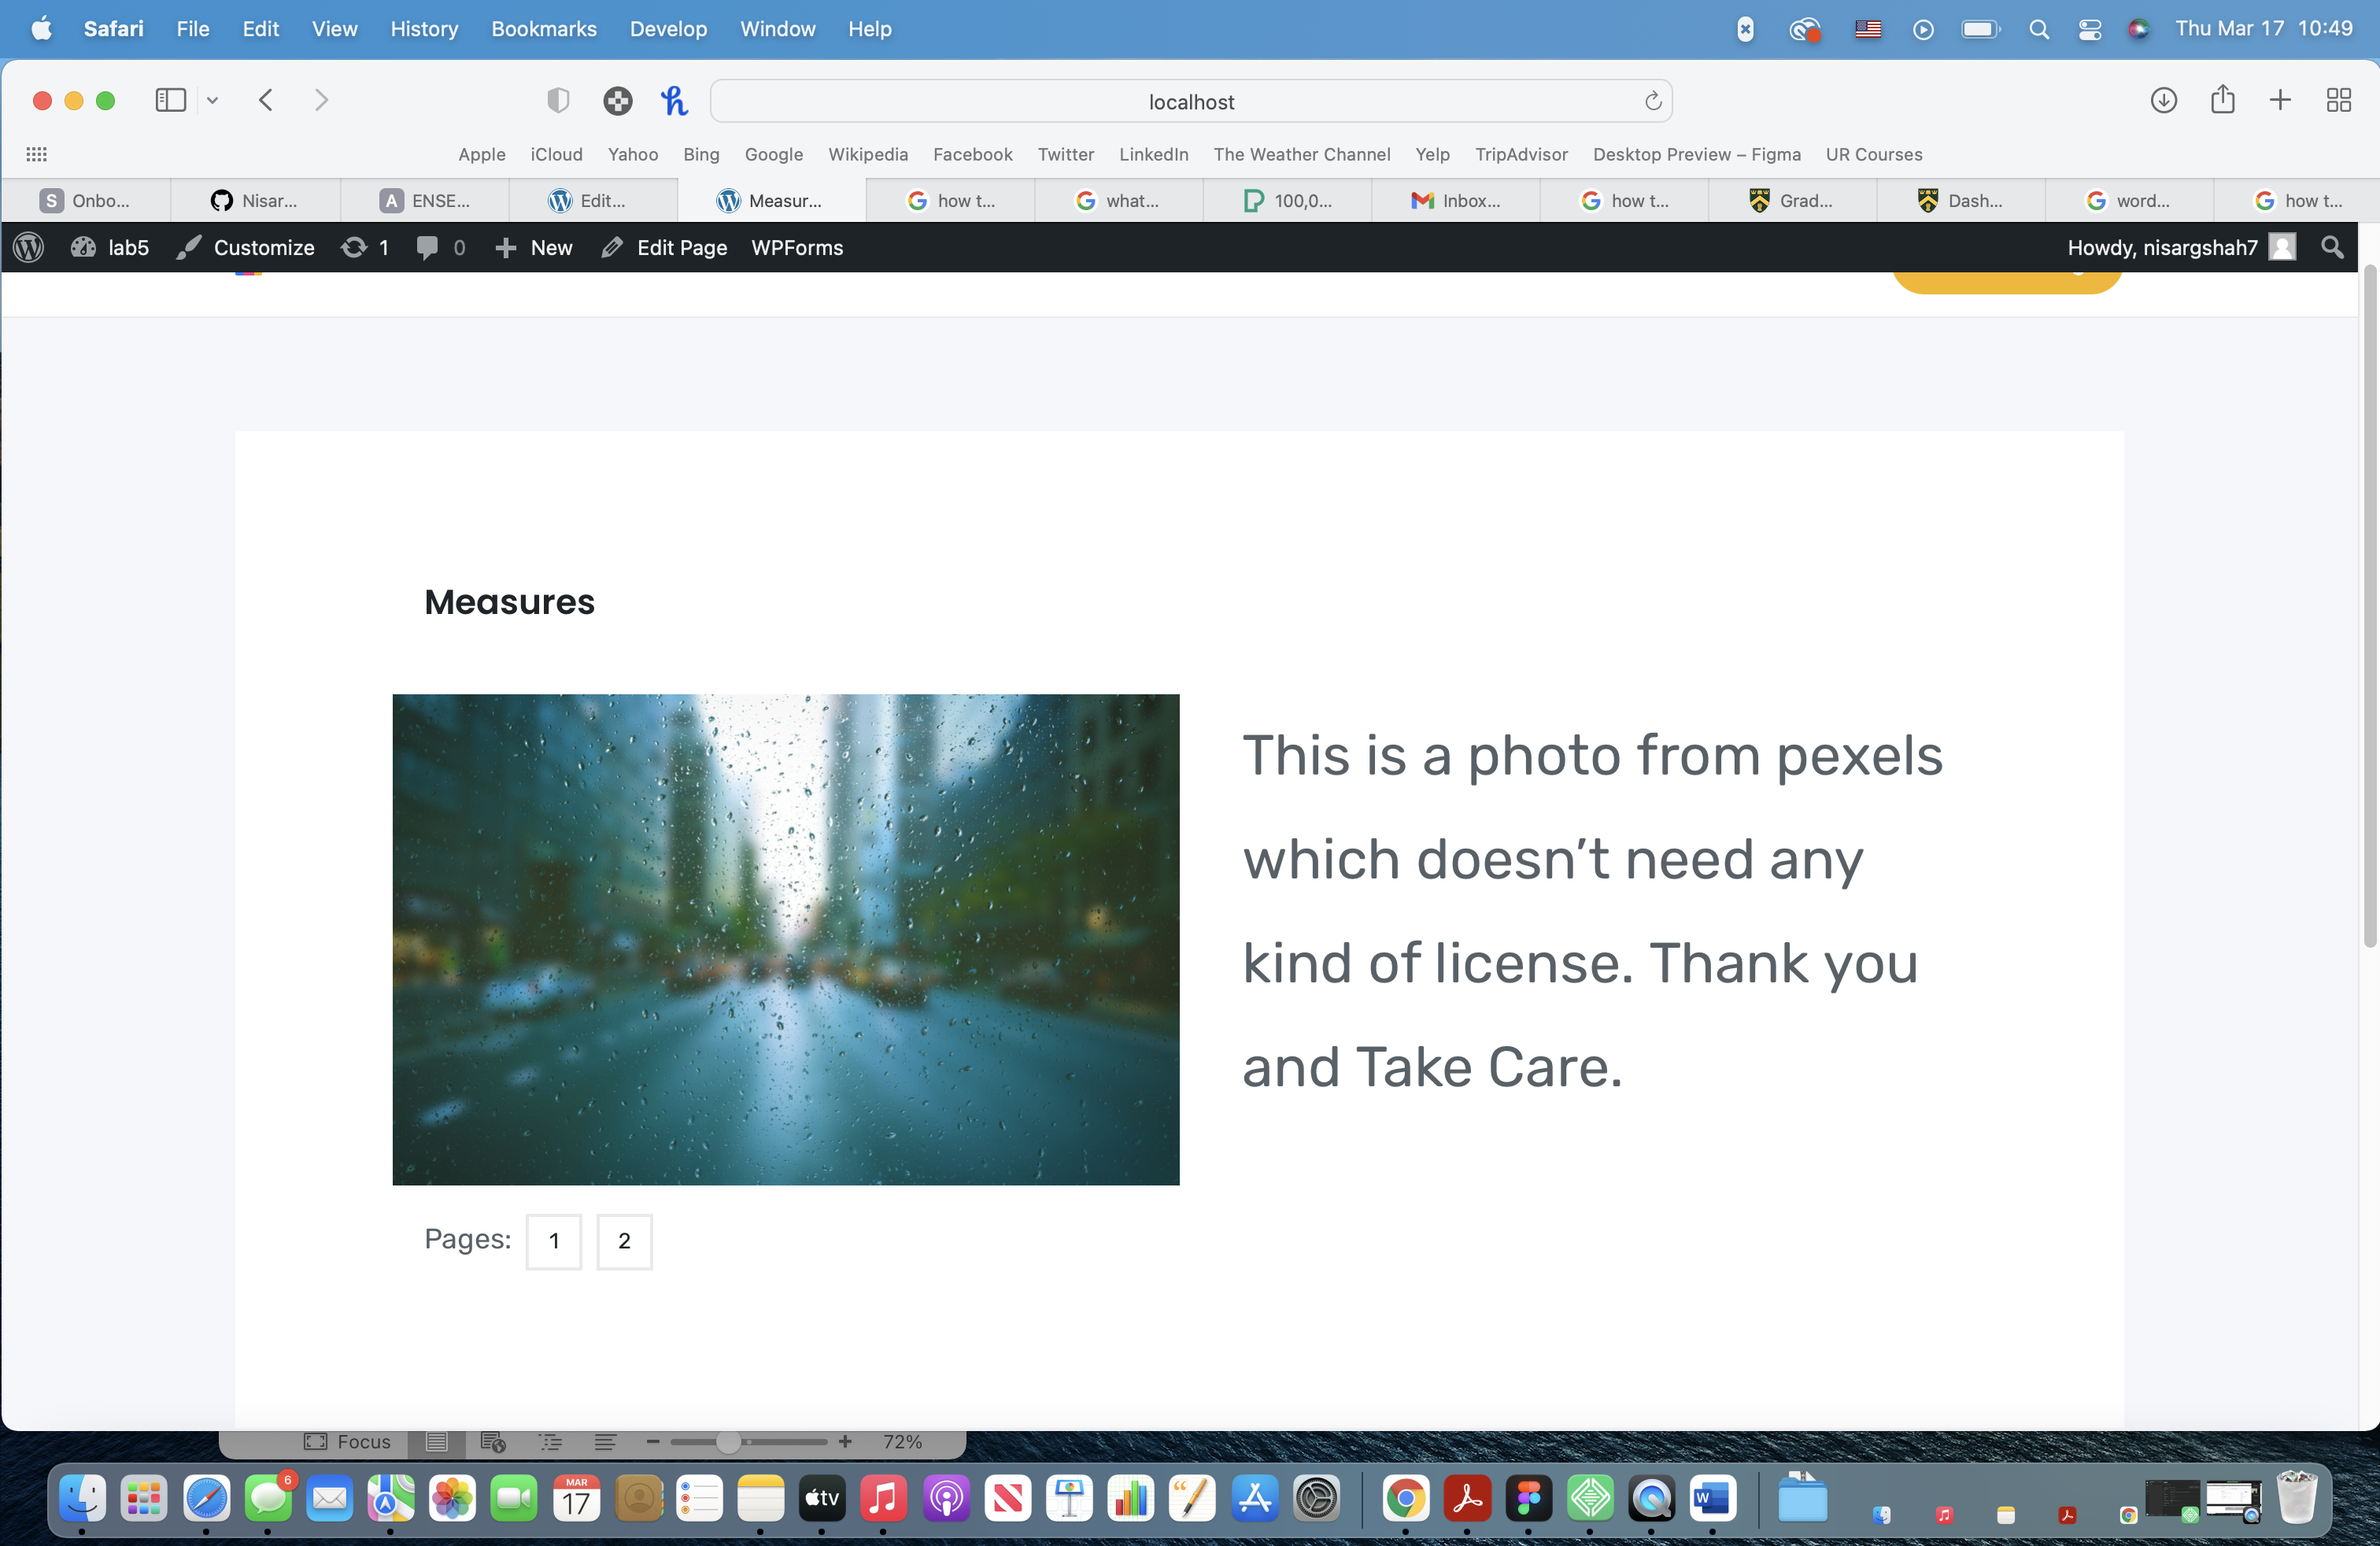 Safari File Edit View History Bookmarks Develop Window Help Thu Mar 17 10:49
localhost
Apple iCloud Yahoo Bing Google Wikipedia Facebook Twitter LinkedIn The Weather Channel Yelp TripAdvisor Desktop Preview – Figma UR Courses
S Onbo... Nisar... A ENSE... Edit... Measur... how t... what... 100,0... Inbox... how t... Grad... Dash... word... how t...
lab5 Customize 1 0 New Edit Page WPForms Howdy, nisargshah7
Measures
This is a photo from pexels
which doesn’t need any
kind of license. Thank you
and Take Care.
Pages: 1 2
Focus 72%
6 MAR 17 tv W